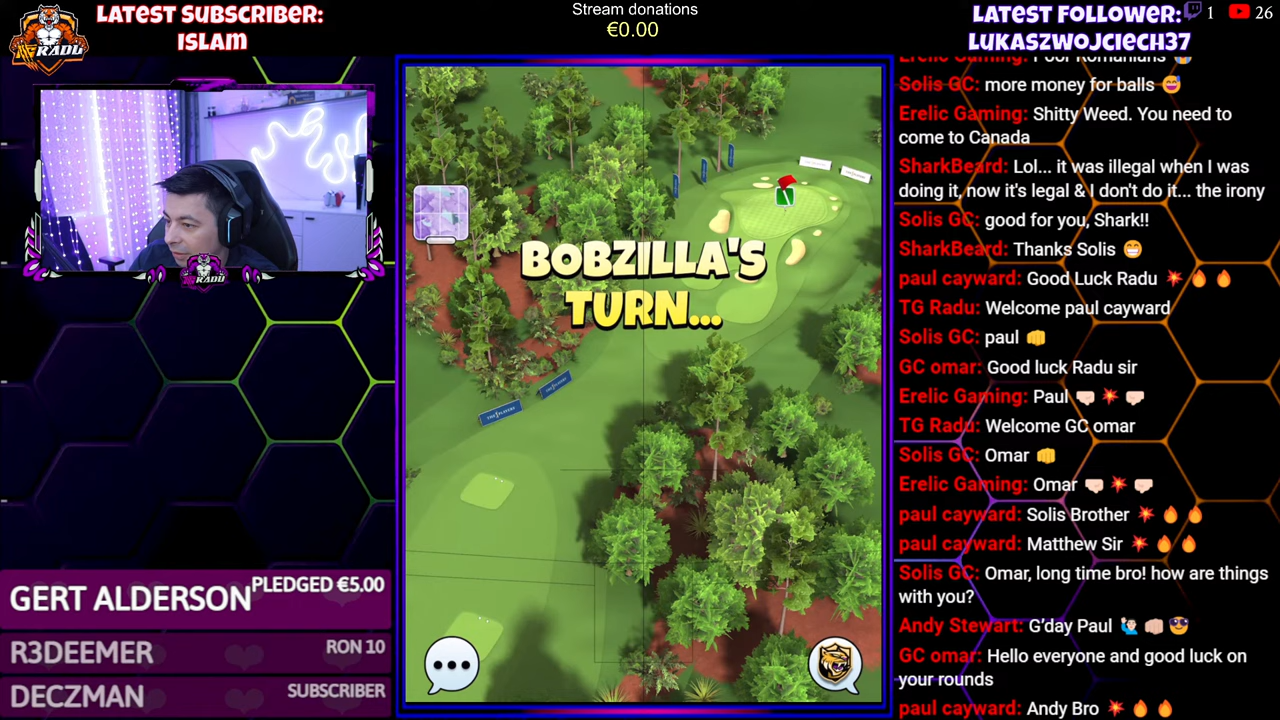 RADU
LATEST SUBSCRIBER:
ISLAM
Stream donations
€0.00
LATEST FOLLOWER:
1
26
LUKASZWOJCIECH37
BOBZILLA'S
TURN...
RADU
GERT ALDERSON
PLEDGED €5.00
R3DEEMER
RON 10
DECZMAN
SUBSCRIBER
Erelic Gaming: Poor Romanians
Solis GC: more money for balls 😅
Erelic Gaming: Shitty Weed. You need to
come to Canada
SharkBeard: Lol... it was illegal when I was
doing it, now it's legal & I don't do it... the irony
Solis GC: good for you, Shark!!
SharkBeard: Thanks Solis 😁
paul cayward: Good Luck Radu 💥🔥🔥
TG Radu: Welcome paul cayward
Solis GC: paul 👊
GC omar: Good luck Radu sir
Erelic Gaming: Paul 🤜🏻💥🤛🏻
TG Radu: Welcome GC omar
Solis GC: Omar 👊
Erelic Gaming: Omar 🤜🏻💥🤛🏻
paul cayward: Solis Brother 💥🔥🔥
paul cayward: Matthew Sir 💥🔥🔥
Solis GC: Omar, long time bro! how are things
with you?
Andy Stewart: G'day Paul 🙋🏻‍♂️👊🏻😎
GC omar: Hello everyone and good luck on
your rounds
paul cayward: Andy Bro 💥🔥🔥